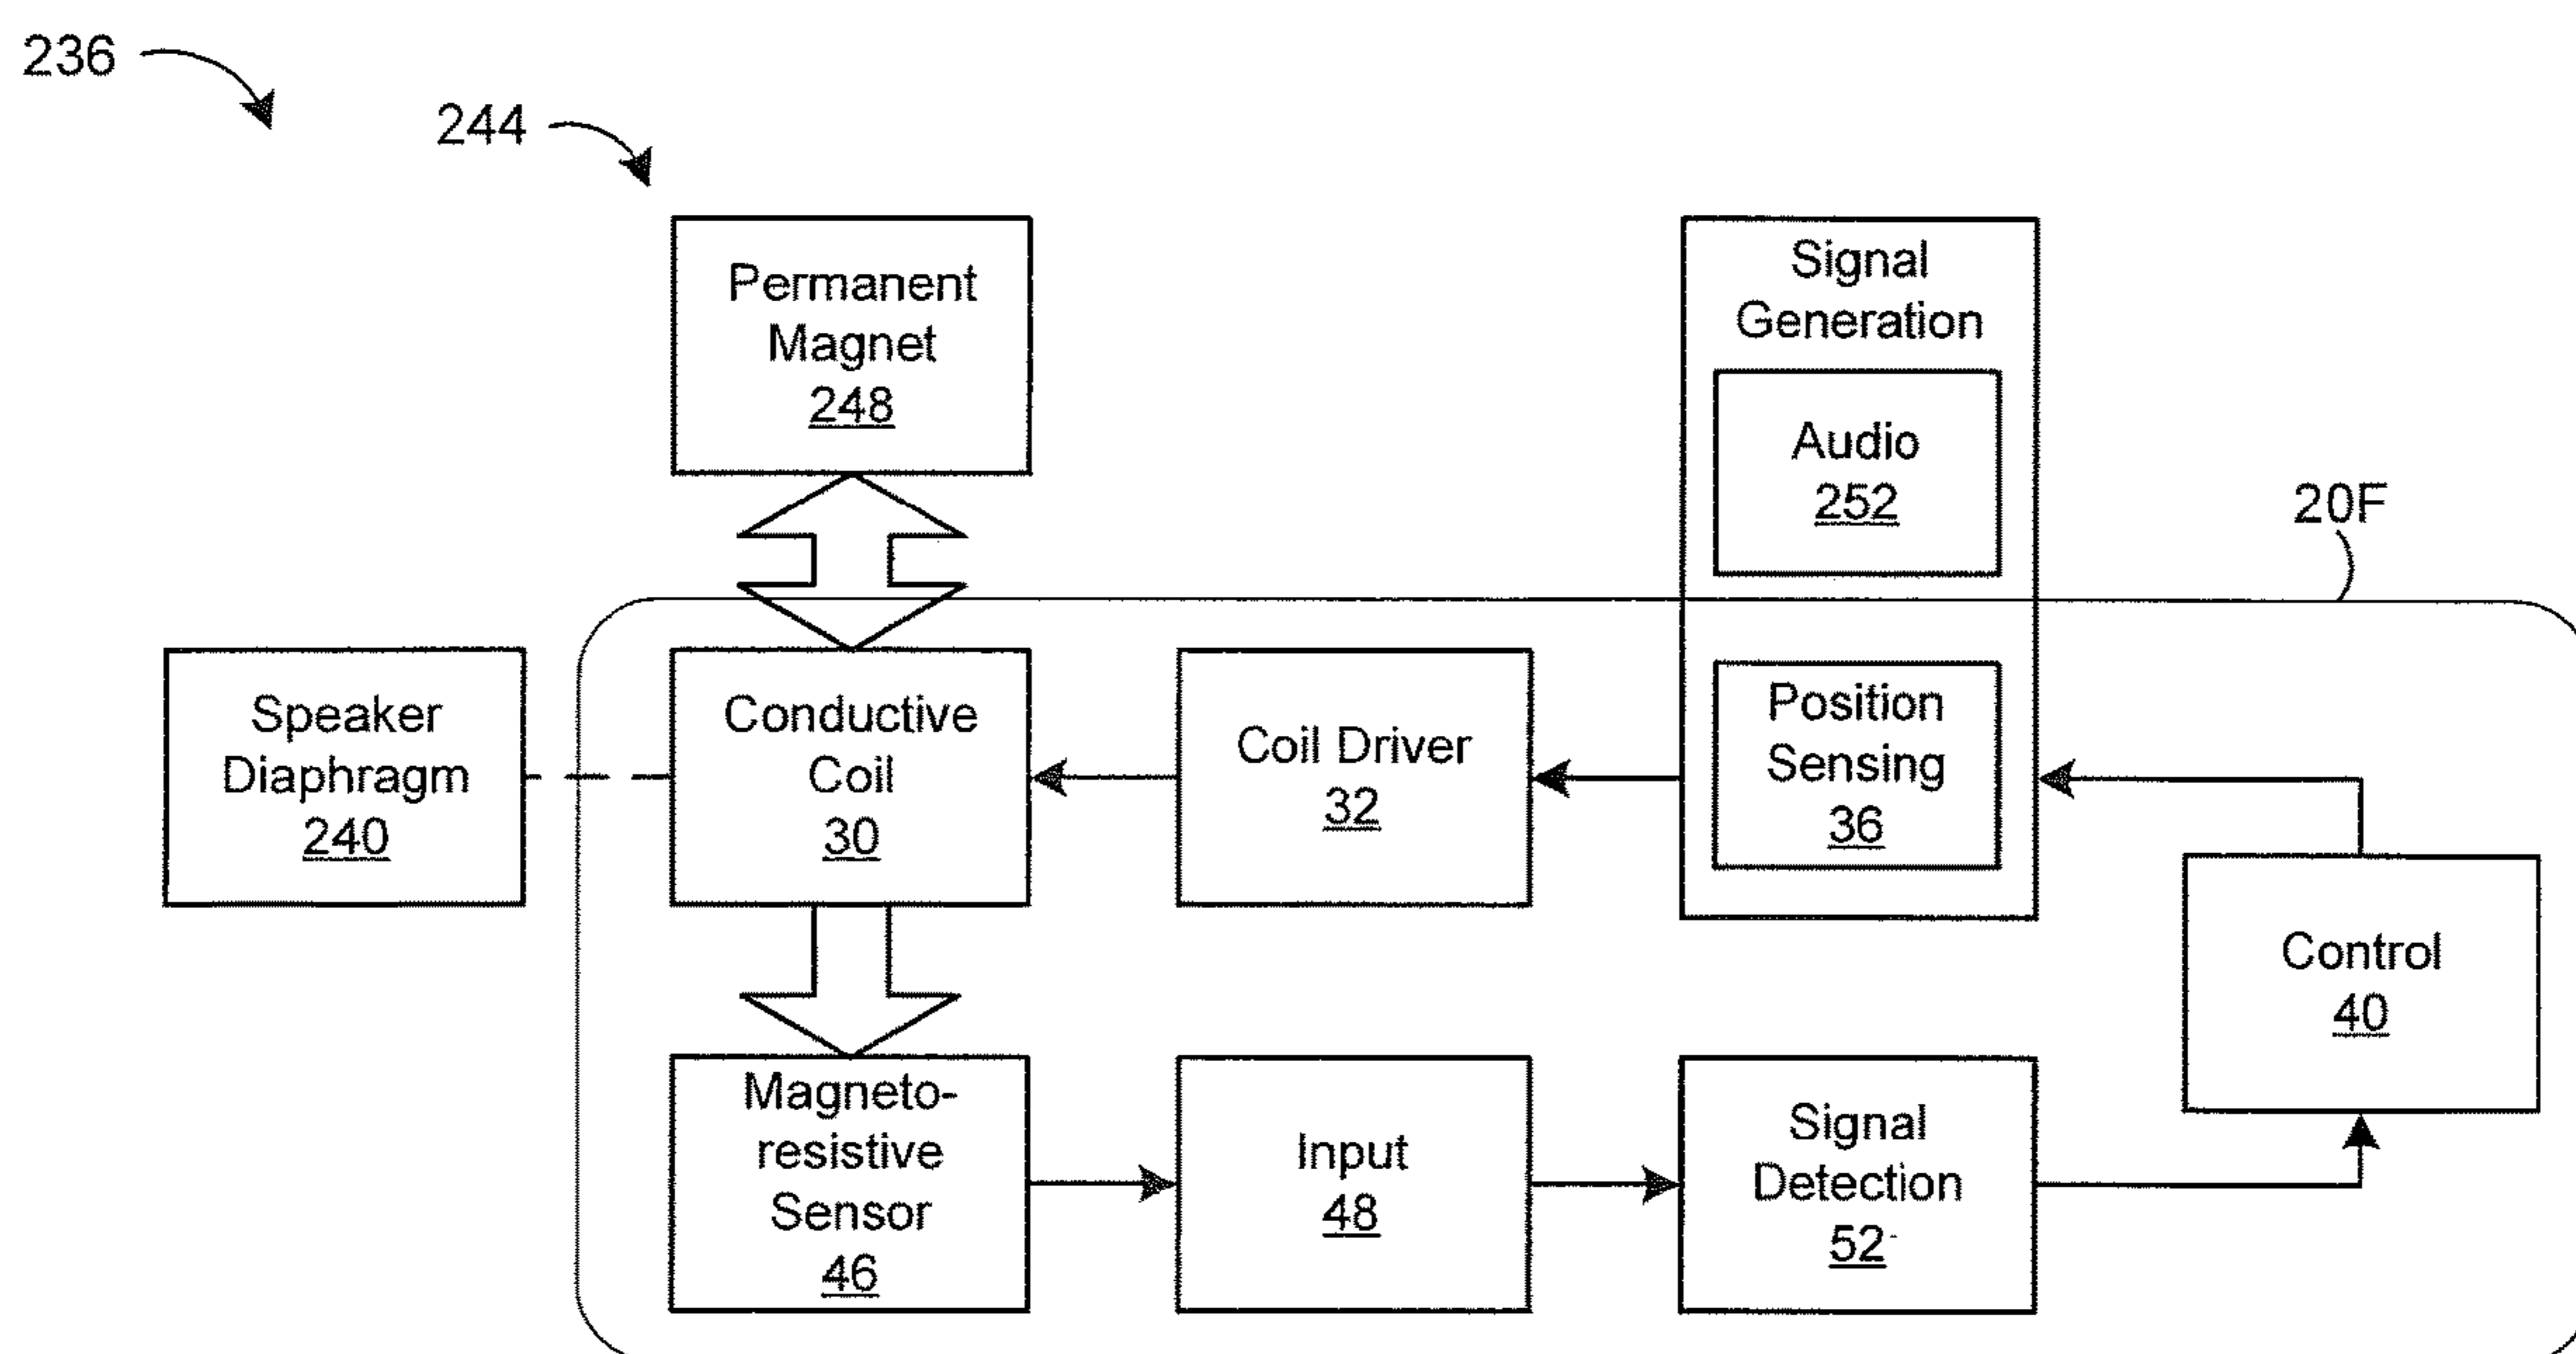 236
244
Permanent
Magnet
248
Signal
Generation
Audio
252
20F
Speaker
Diaphragm
240
Conductive
Coil
30
Coil Driver
32
Position
Sensing
36
Control
40
Magneto-
resistive
Sensor
46
Input
48
Signal
Detection
52